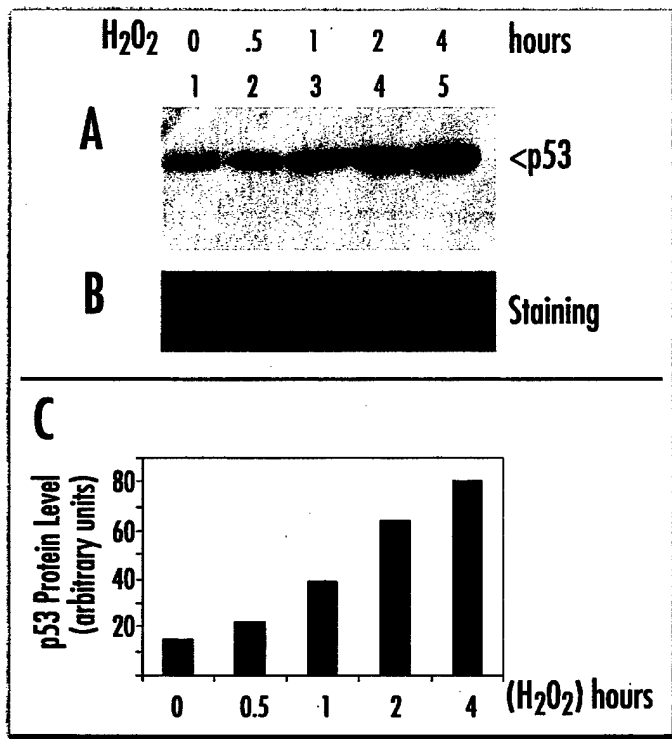 H₂O₂ 0 .5 1 2 4 hours
1 2 3 4 5
A
<p53
B
Staining
C
p53 Protein Level
(arbitrary units)
80
60
40
20
0 0.5 1 2 4 (H₂O₂) hours